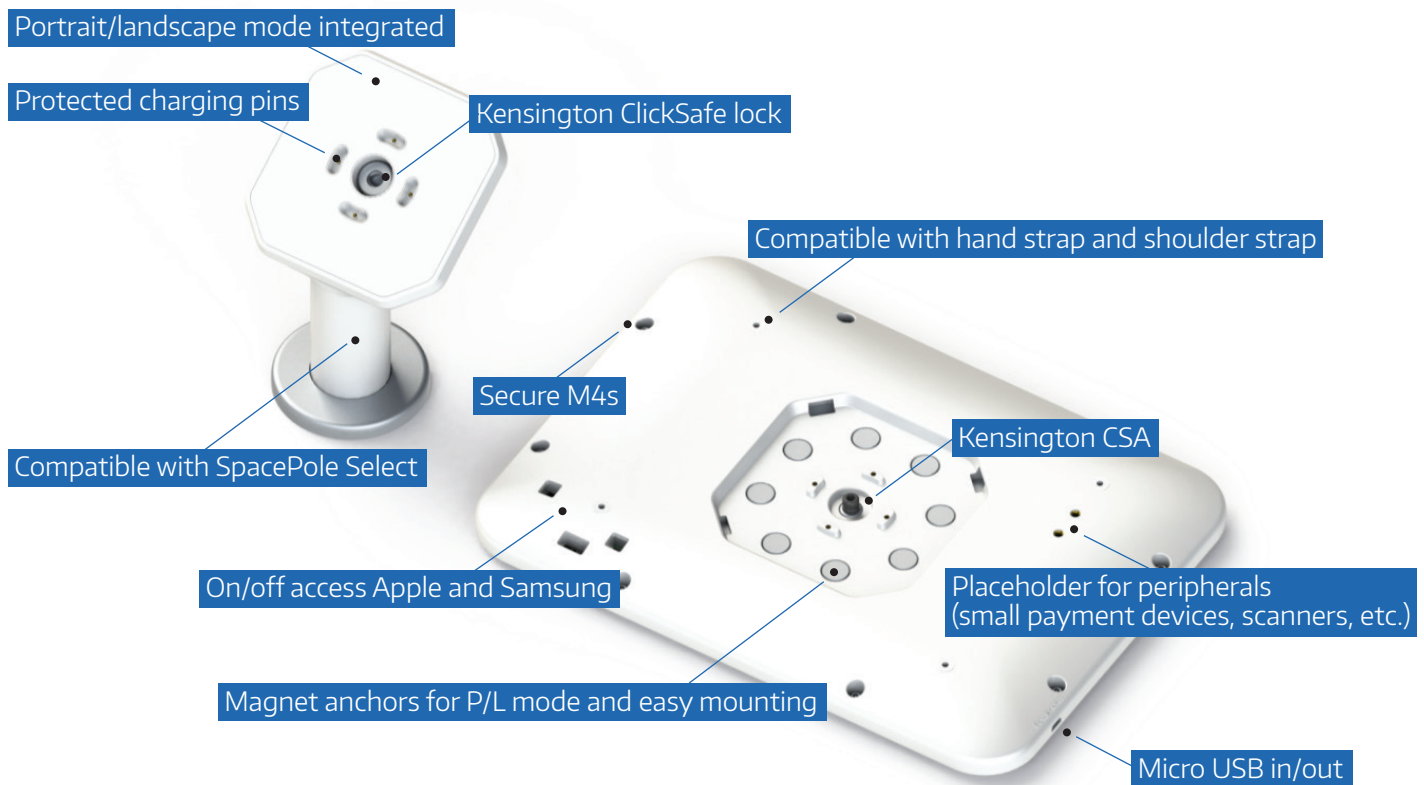 Portrait/landscape mode integrated
Protected charging pins
Kensington ClickSafe lock
Compatible with hand strap and shoulder strap
Secure M4s
Kensington CSA
Compatible with SpacePole Select
On/off access Apple and Samsung
Placeholder for peripherals
(small payment devices, scanners, etc.)
Magnet anchors for P/L mode and easy mounting
Micro USB in/out